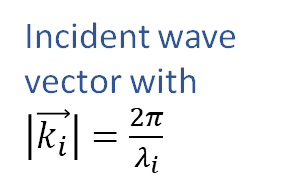 Incident wave
vector with
|k⃗ᵢ| = 2π/λᵢ